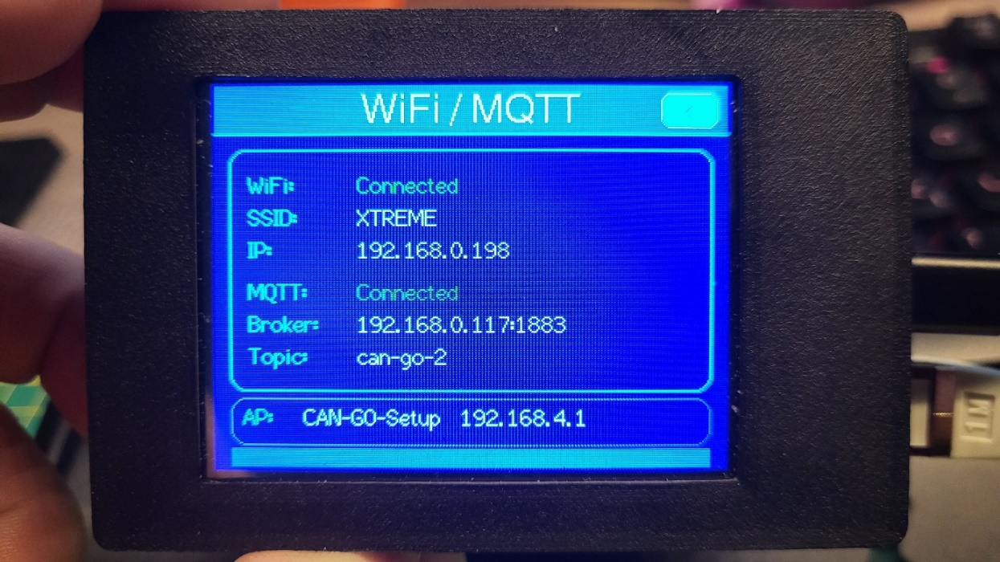 WiFi / MQTT
WiFi: Connected
SSID: XTREME
IP: 192.168.0.198
MQTT: Connected
Broker: 192.168.0.117:1883
Topic: can-go-2
AP: CAN-GO-Setup 192.168.4.1
1M